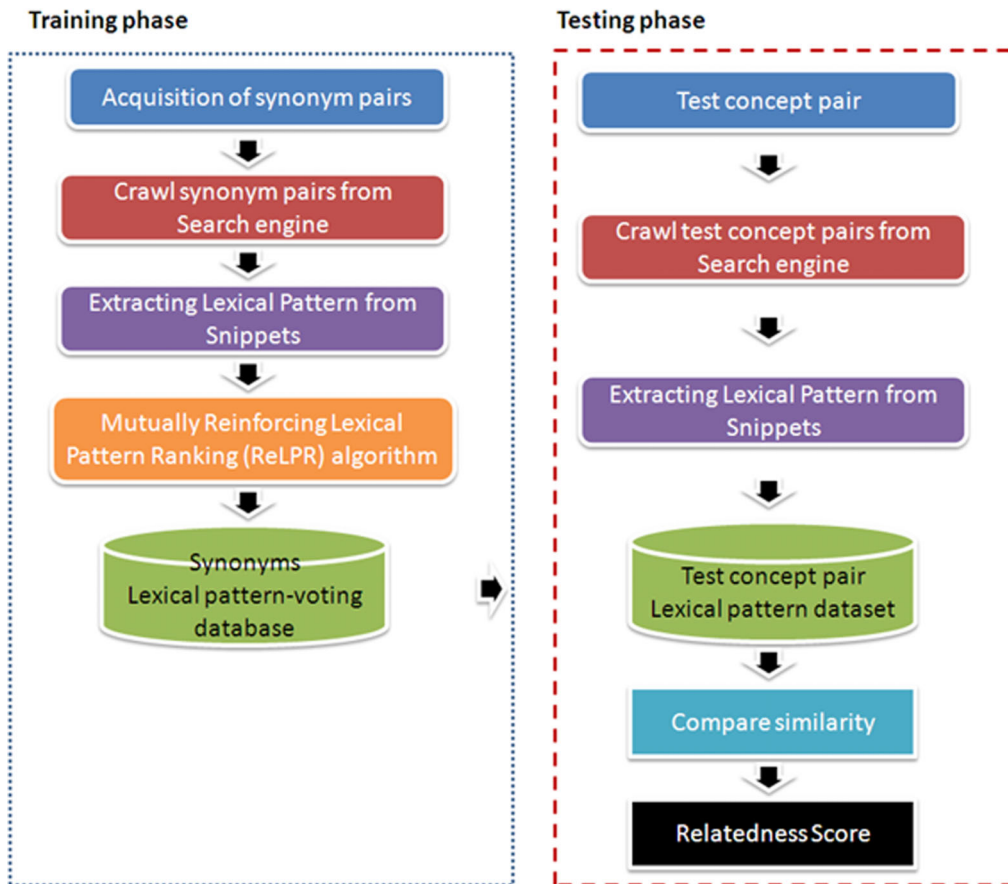 Training phase
Acquisition of synonym pairs
Crawl synonym pairs from
Search engine
Extracting Lexical Pattern from
Snippets
Mutually Reinforcing Lexical
Pattern Ranking (ReLPR) algorithm
Synonyms
Lexical pattern-voting
database
Testing phase
Test concept pair
Crawl test concept pairs from
Search engine
Extracting Lexical Pattern from
Snippets
Test concept pair
Lexical pattern dataset
Compare similarity
Relatedness Score